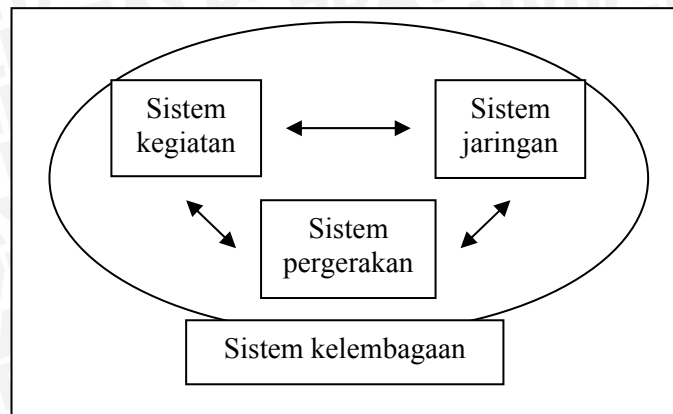 Sistem
kegiatan
Sistem
jaringan
Sistem
pergerakan
Sistem kelembagaan